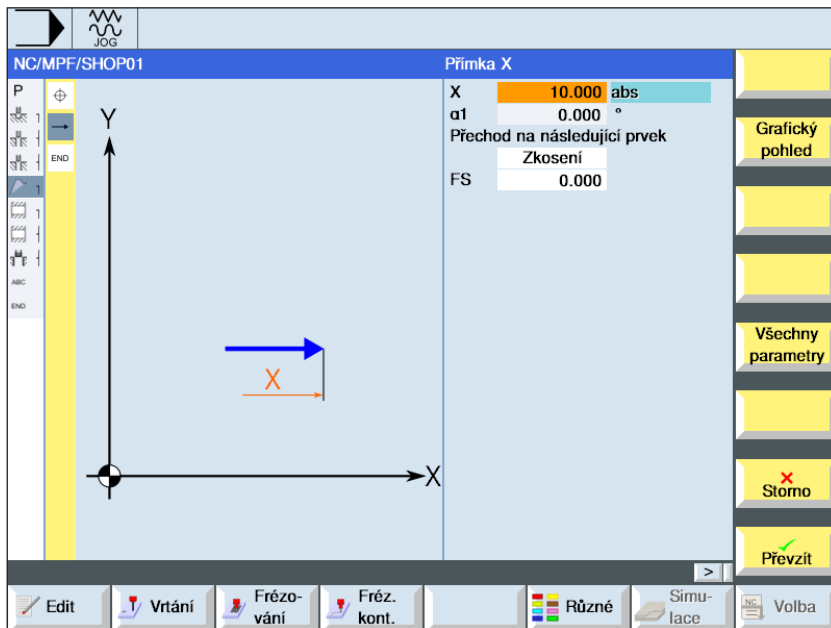 JOG
NC/MPF/SHOP01
Přímka X
P
END
ABC
END
Y
X
X
X 10.000 abs
α1 0.000 °
Přechod na následující prvek
Zkosení
FS 0.000
Grafický
pohled
Všechny
parametry
Storno
Převzít
>
Edit
Vrtání
Frézo-
vání
Fréz.
kont.
Různé
Simu-
lace
NC
Volba